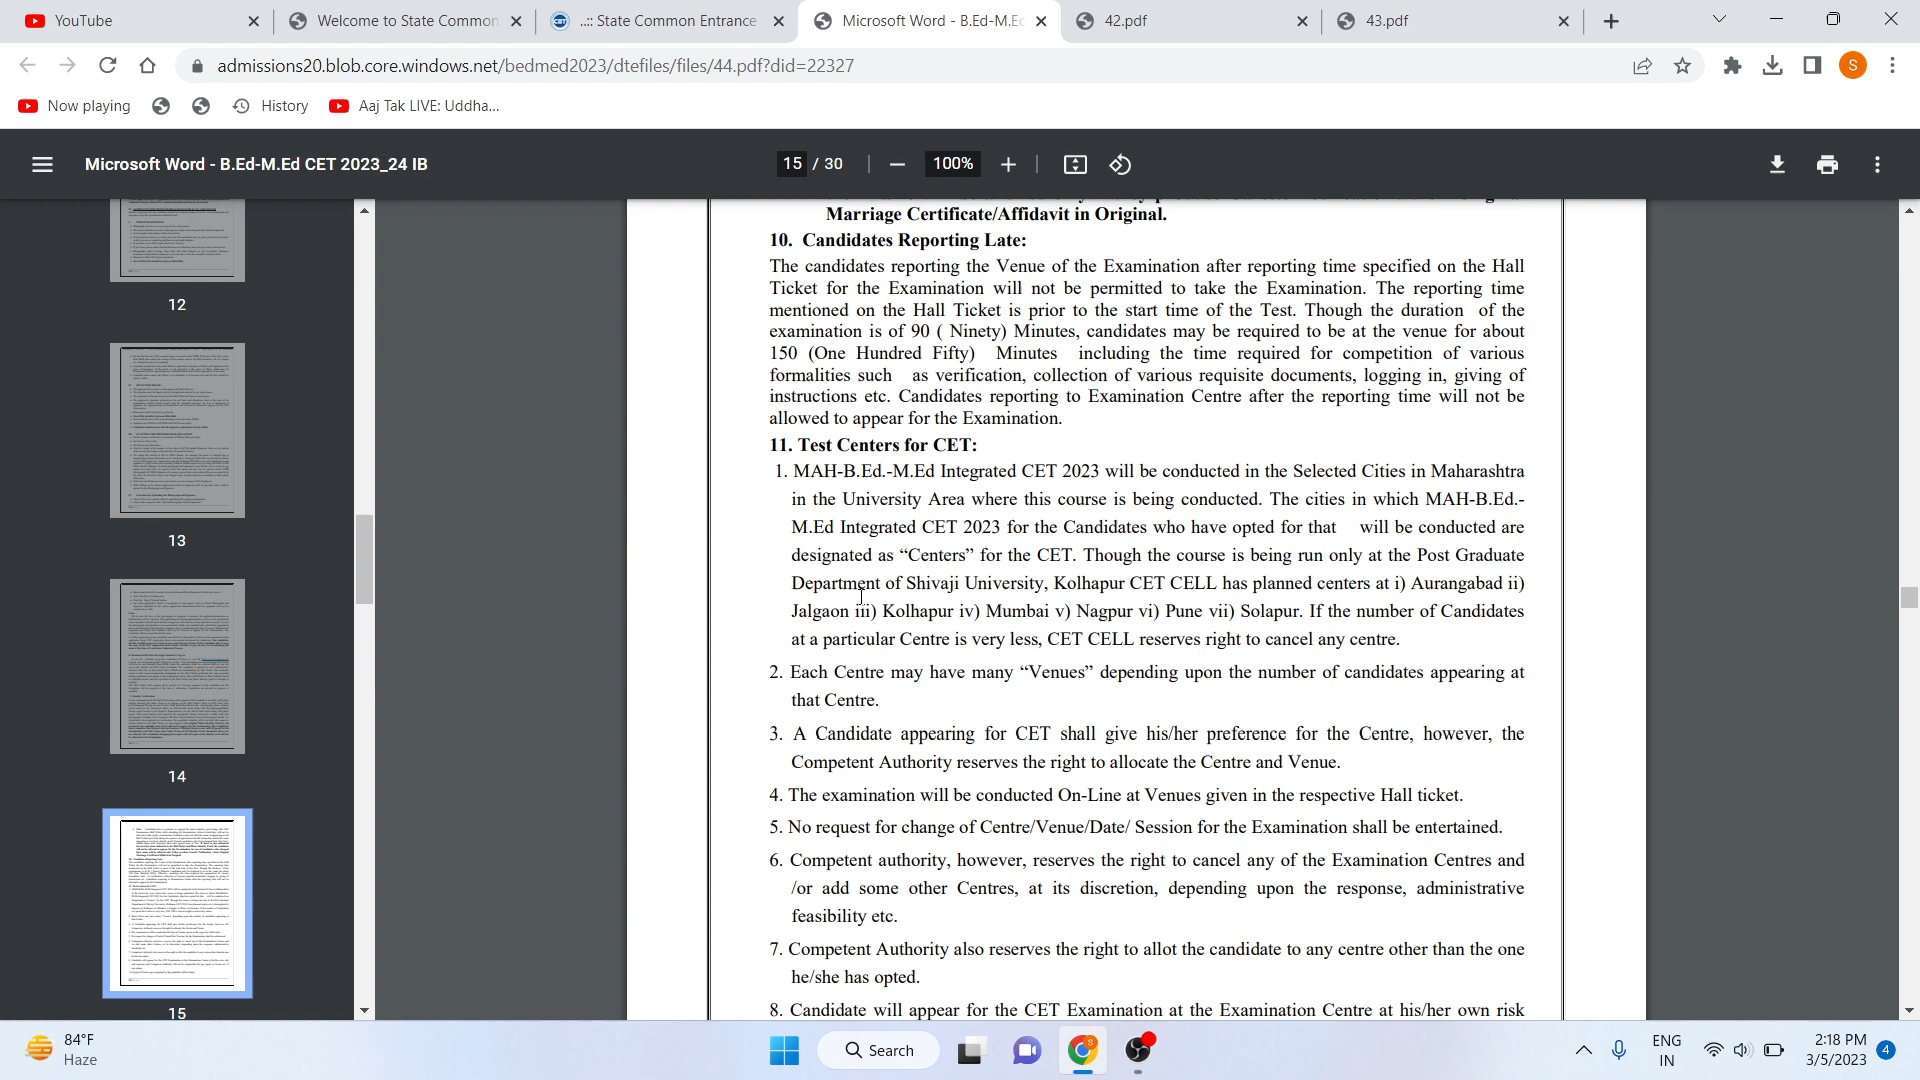 YouTube
Welcome to State Common
..:: State Common Entrance
Microsoft Word - B.Ed-M.Ed
42.pdf
43.pdf
admissions20.blob.core.windows.net/bedmed2023/dtefiles/files/44.pdf?did=22327
S
Now playing
History
Aaj Tak LIVE: Uddha...
Microsoft Word - B.Ed-M.Ed CET 2023_24 IB
15 / 30
100%
12
13
14
15
Marriage Certificate/Affidavit in Original.
10. Candidates Reporting Late:
The candidates reporting the Venue of the Examination after reporting time specified on the Hall
Ticket for the Examination will not be permitted to take the Examination. The reporting time
mentioned on the Hall Ticket is prior to the start time of the Test. Though the duration of the
examination is of 90 ( Ninety) Minutes, candidates may be required to be at the venue for about
150 (One Hundred Fifty) Minutes including the time required for competition of various
formalities such as verification, collection of various requisite documents, logging in, giving of
instructions etc. Candidates reporting to Examination Centre after the reporting time will not be
allowed to appear for the Examination.
11. Test Centers for CET:
1. MAH-B.Ed.-M.Ed Integrated CET 2023 will be conducted in the Selected Cities in Maharashtra
in the University Area where this course is being conducted. The cities in which MAH-B.Ed.-
M.Ed Integrated CET 2023 for the Candidates who have opted for that will be conducted are
designated as “Centers” for the CET. Though the course is being run only at the Post Graduate
Department of Shivaji University, Kolhapur CET CELL has planned centers at i) Aurangabad ii)
Jalgaon iii) Kolhapur iv) Mumbai v) Nagpur vi) Pune vii) Solapur. If the number of Candidates
at a particular Centre is very less, CET CELL reserves right to cancel any centre.
2. Each Centre may have many “Venues” depending upon the number of candidates appearing at
that Centre.
3. A Candidate appearing for CET shall give his/her preference for the Centre, however, the
Competent Authority reserves the right to allocate the Centre and Venue.
4. The examination will be conducted On-Line at Venues given in the respective Hall ticket.
5. No request for change of Centre/Venue/Date/ Session for the Examination shall be entertained.
6. Competent authority, however, reserves the right to cancel any of the Examination Centres and
/or add some other Centres, at its discretion, depending upon the response, administrative
feasibility etc.
7. Competent Authority also reserves the right to allot the candidate to any centre other than the one
he/she has opted.
8. Candidate will appear for the CET Examination at the Examination Centre at his/her own risk
84°F
Haze
Search
ENG
IN
2:18 PM
3/5/2023
4